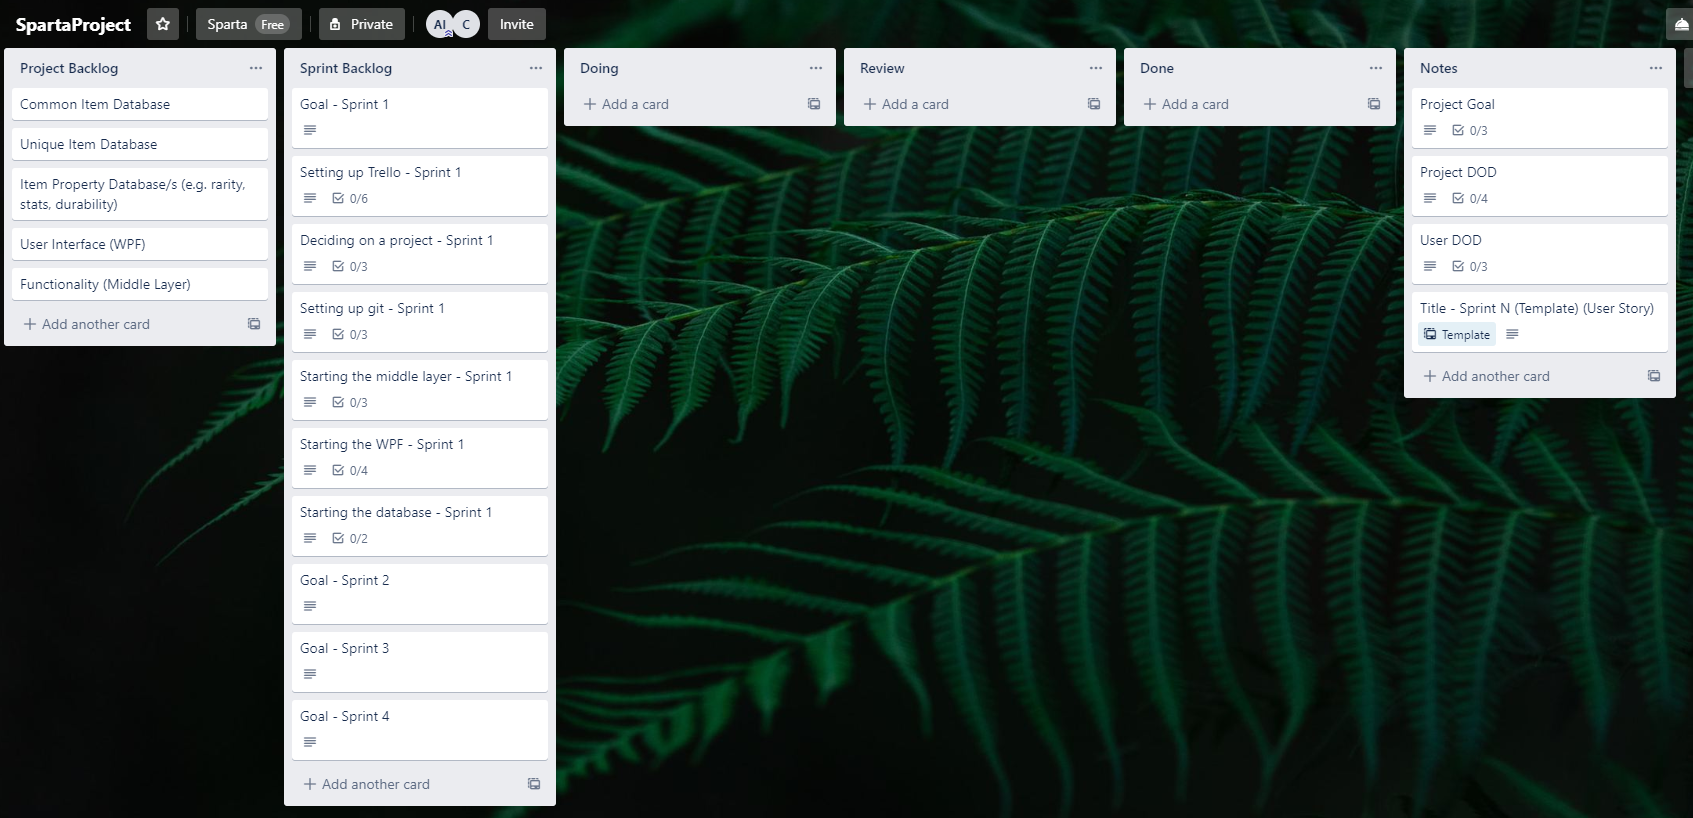 SpartaProject
Sparta Free
Private
AI
C
Invite
Project Backlog
Common Item Database
Unique Item Database
Item Property Database/s (e.g. rarity,
stats, durability)
User Interface (WPF)
Functionality (Middle Layer)
Add another card
Sprint Backlog
Goal - Sprint 1
Setting up Trello - Sprint 1
0/6
Deciding on a project - Sprint 1
0/3
Setting up git - Sprint 1
0/3
Starting the middle layer - Sprint 1
0/3
Starting the WPF - Sprint 1
0/4
Starting the database - Sprint 1
0/2
Goal - Sprint 2
Goal - Sprint 3
Goal - Sprint 4
Add another card
Doing
Add a card
Review
Add a card
Done
Add a card
Notes
Project Goal
0/3
Project DOD
0/4
User DOD
0/3
Title - Sprint N (Template) (User Story)
Template
Add another card